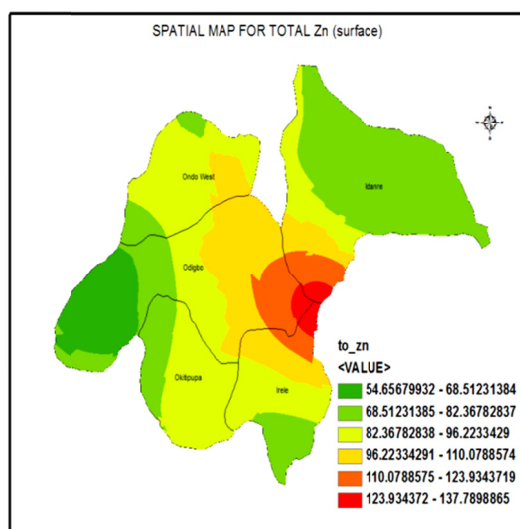 SPATIAL MAP FOR TOTAL Zn (surface)
Ondo West
Idanre
Odigbo
Okitipupa
Irele
to_zn
<VALUE>
54.65679932 - 68.51231384
68.51231385 - 82.36782837
82.36782838 - 96.2233429
96.22334291 - 110.0788574
110.0788575 - 123.9343719
123.934372 - 137.7898865